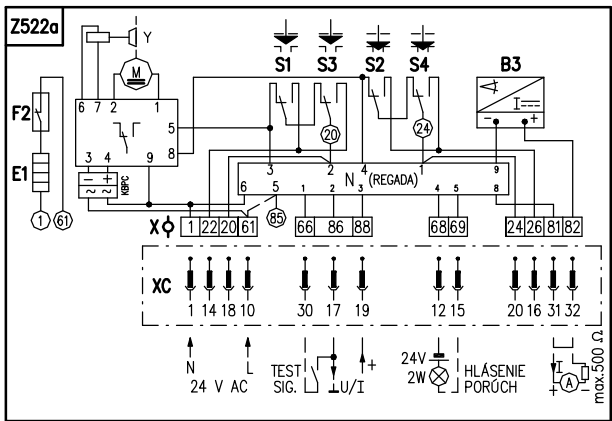 Z522a
Y
S1 S3 S2 S4 B3
M
6 7 2 1
F2
5
8
I
- +
20
24
E1
3 4 9
KBPC
3 2 4 1 9
N (REGADA)
6 5 1 2 3 4 5 8
1 61
85
X
1 22 20 61 66 86 88 68 69 24 26 81 82
XC
1 14 18 10 30 17 19 12 15 20 16 31 32
N L
24 V AC
TEST
SIG.
U/I
+
24V
2W
HLÁSENIE
PORÚCH
I
+ A -
max.500 Ω